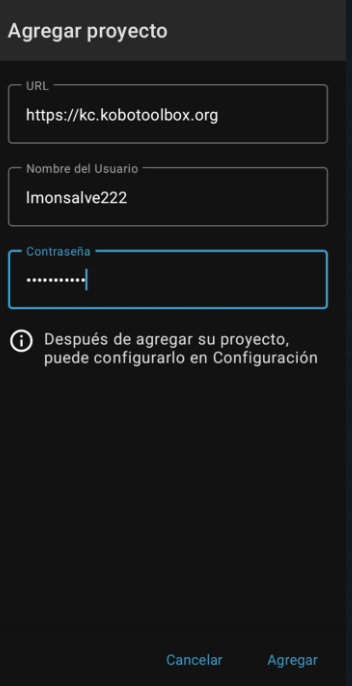 Agregar proyecto
URL
https://kc.kobotoolbox.org
Nombre del Usuario
lmonsalve222
Contraseña
•••••••••••
Después de agregar su proyecto,
puede configurarlo en Configuración
Cancelar
Agregar